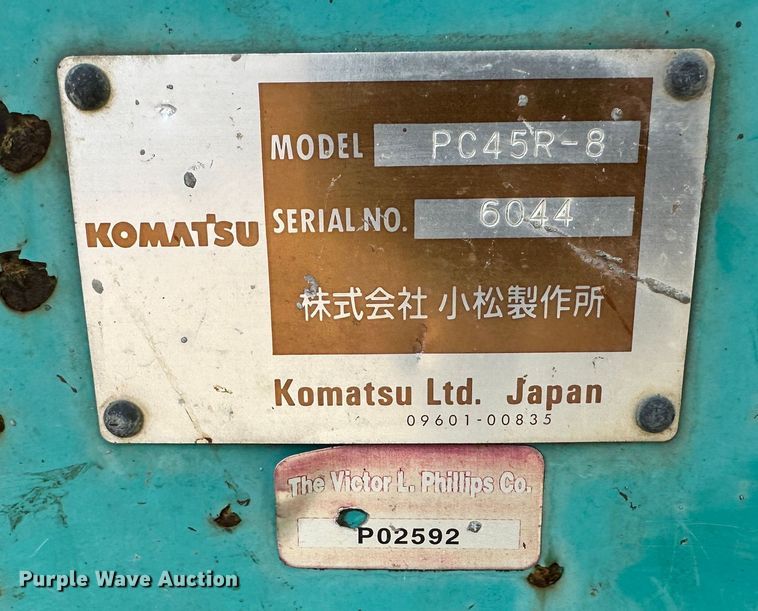 MODEL PC45R-8
KOMATSU
SERIAL NO. 6044
株式会社 小松製作所
Komatsu Ltd. Japan
09601-00835
The Victor L. Phillips Co.
P02592
Purple Wave Auction